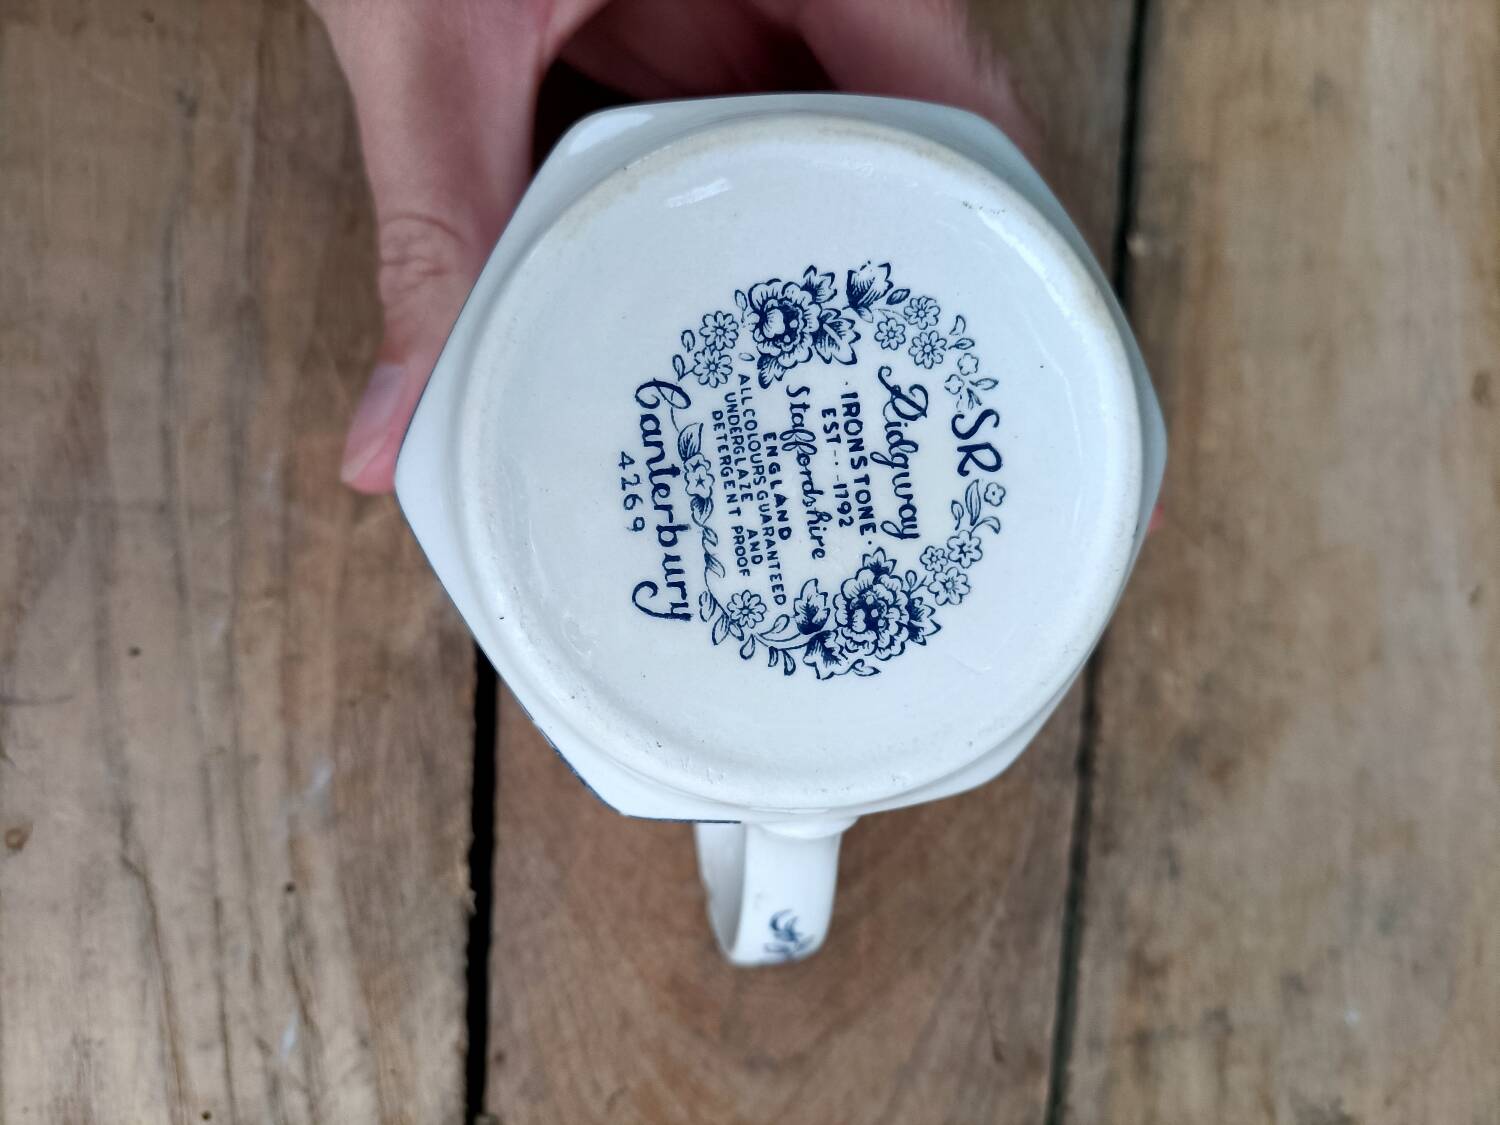 SR
Ridgway
·IRONSTONE·
EST··1792
Staffordshire
ENGLAND
ALL COLOURS GUARANTEED
UNDERGLAZE AND
DETERGENT PROOF
Canterbury
4269